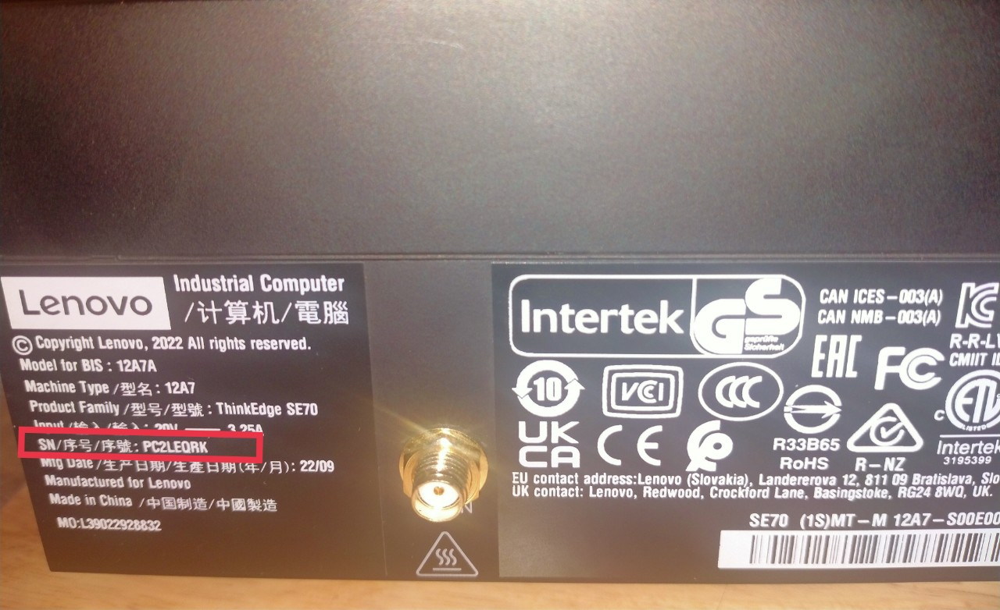 Lenovo
Industrial Computer
/计算机/電腦
© Copyright Lenovo, 2022 All rights reserved.
Model for BIS : 12A7A
Machine Type /型名: 12A7
Product Family /型号/型號 : ThinkEdge SE70
Input /输入/輸入: 20V 3.25A
SN/序号/序號: PC2LEQRK
Mfg Date /生产日期/生產日期(年/月): 22/09
Manufactured for Lenovo
Made in China /中国制造/中國製造
MO:L39022928832
Intertek
GS
geprüfte
Sicherheit
CAN ICES-003(A)
CAN NMB-003(A)
R-R-
CMIIT ID
EAC
FC
10
VCI
CCC
UK
CA
CE
R33B65
RoHS
R-NZ
c ETL
LISTED
Intertek
3195399
EU contact address:Lenovo (Slovakia), Landererova 12, 811 09 Bratislava,
UK contact: Lenovo, Redwood, Crockford Lane, Basingstoke, RG24 8WQ, UK.
SE70 (1S)MT-M 12A7-S00E00